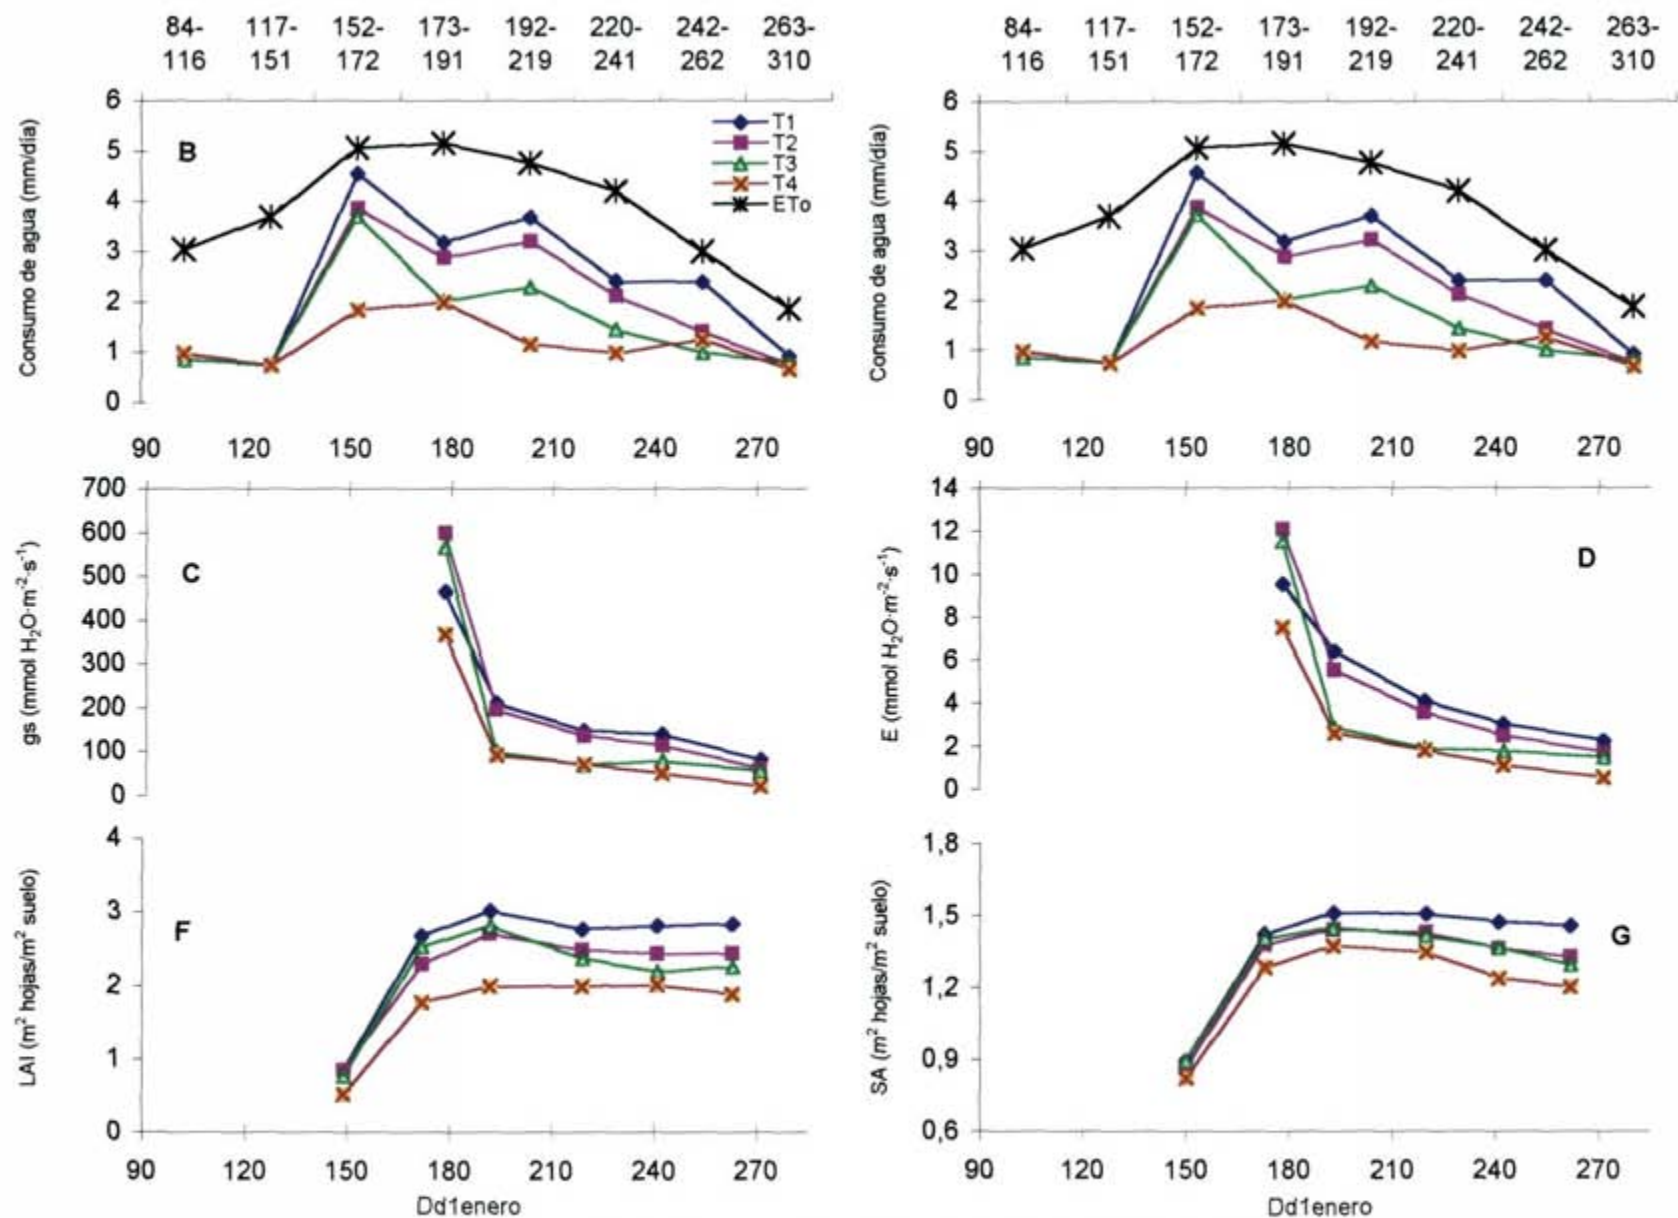 84- 117- 152- 173- 192- 220- 242- 263-
116 151 172 191 219 241 262 310
6
5
4
3
2
1
0
Consumo de agua (mm/día)
B
T1
T2
T3
T4
ETo
84- 117- 152- 173- 192- 220- 242- 263-
116 151 172 191 219 241 262 310
6
5
4
3
2
1
0
Consumo de agua (mm/día)
90 120 150 180 210 240 270
700
600
500
400
300
200
100
0
gs (mmol H₂O·m⁻²·s⁻¹)
C
90 120 150 180 210 240 270
14
12
10
8
6
4
2
0
E (mmol H₂O·m⁻²·s⁻¹)
D
4
3
2
1
0
LAI (m² hojas/m² suelo)
F
90 120 150 180 210 240 270
Dd1enero
1,8
1,5
1,2
0,9
0,6
SA (m² hojas/m² suelo)
G
90 120 150 180 210 240 270
Dd1enero